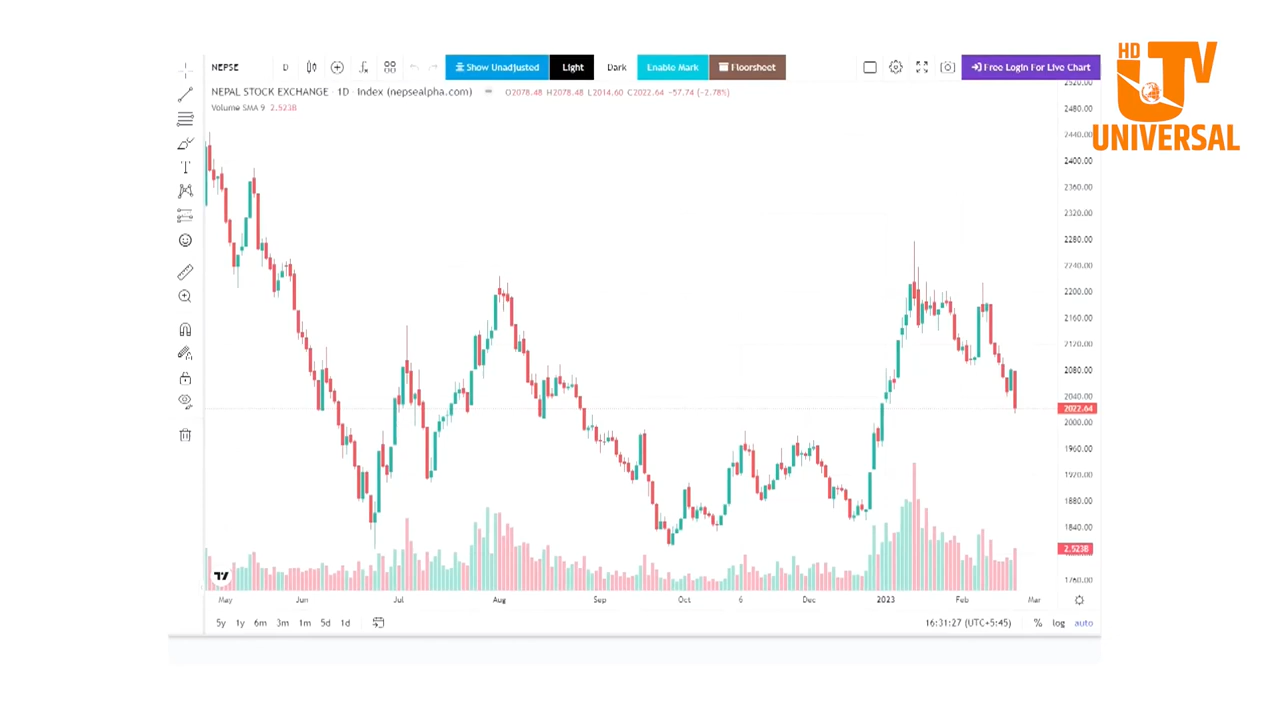 HD
UTV
UNIVERSAL
NEPSE D Show Unadjusted Light Dark Enable Mark Floorsheet Free Login For Live Chart
NEPAL STOCK EXCHANGE · 1D · Index (nepsealpha.com) O2078.48 H2078.48 L2014.60 C2022.64 −57.74 (−2.78%)
Volume SMA 9 2.523B
2520.00
2480.00
2440.00
2400.00
2360.00
2320.00
2280.00
2240.00
2200.00
2160.00
2120.00
2080.00
2040.00
2022.64
2000.00
1960.00
1920.00
1880.00
1840.00
2.523B
1760.00
May Jun Jul Aug Sep Oct 6 Dec 2023 Feb Mar
5y 1y 6m 3m 1m 5d 1d 16:31:27 (UTC+5:45) % log auto